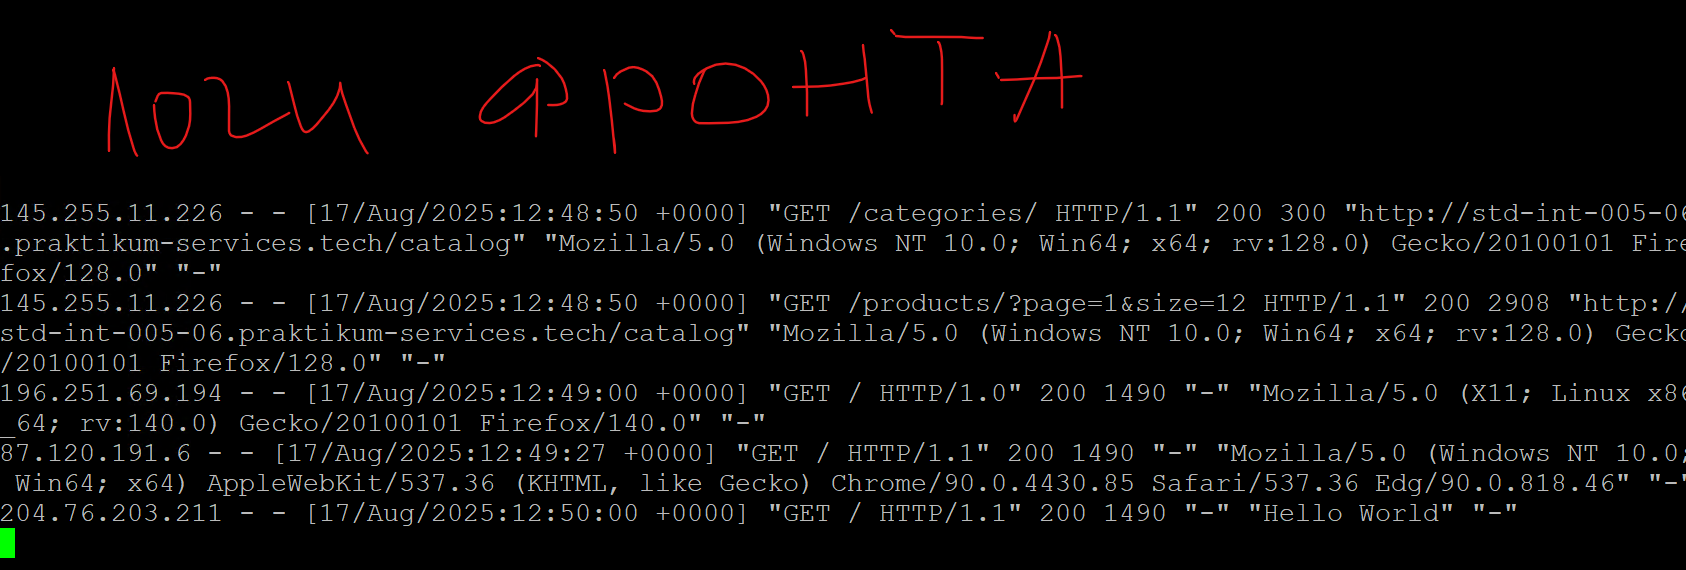 логи фронта
145.255.11.226 - - [17/Aug/2025:12:48:50 +0000] "GET /categories/ HTTP/1.1" 200 300 "http://std-int-005-06
.praktikum-services.tech/catalog" "Mozilla/5.0 (Windows NT 10.0; Win64; x64; rv:128.0) Gecko/20100101 Fire
fox/128.0" "-"
145.255.11.226 - - [17/Aug/2025:12:48:50 +0000] "GET /products/?page=1&size=12 HTTP/1.1" 200 2908 "http://
std-int-005-06.praktikum-services.tech/catalog" "Mozilla/5.0 (Windows NT 10.0; Win64; x64; rv:128.0) Gecko
/20100101 Firefox/128.0" "-"
196.251.69.194 - - [17/Aug/2025:12:49:00 +0000] "GET / HTTP/1.0" 200 1490 "-" "Mozilla/5.0 (X11; Linux x86
_64; rv:140.0) Gecko/20100101 Firefox/140.0" "-"
87.120.191.6 - - [17/Aug/2025:12:49:27 +0000] "GET / HTTP/1.1" 200 1490 "-" "Mozilla/5.0 (Windows NT 10.0;
Win64; x64) AppleWebKit/537.36 (KHTML, like Gecko) Chrome/90.0.4430.85 Safari/537.36 Edg/90.0.818.46" "-"
204.76.203.211 - - [17/Aug/2025:12:50:00 +0000] "GET / HTTP/1.1" 200 1490 "-" "Hello World" "-"